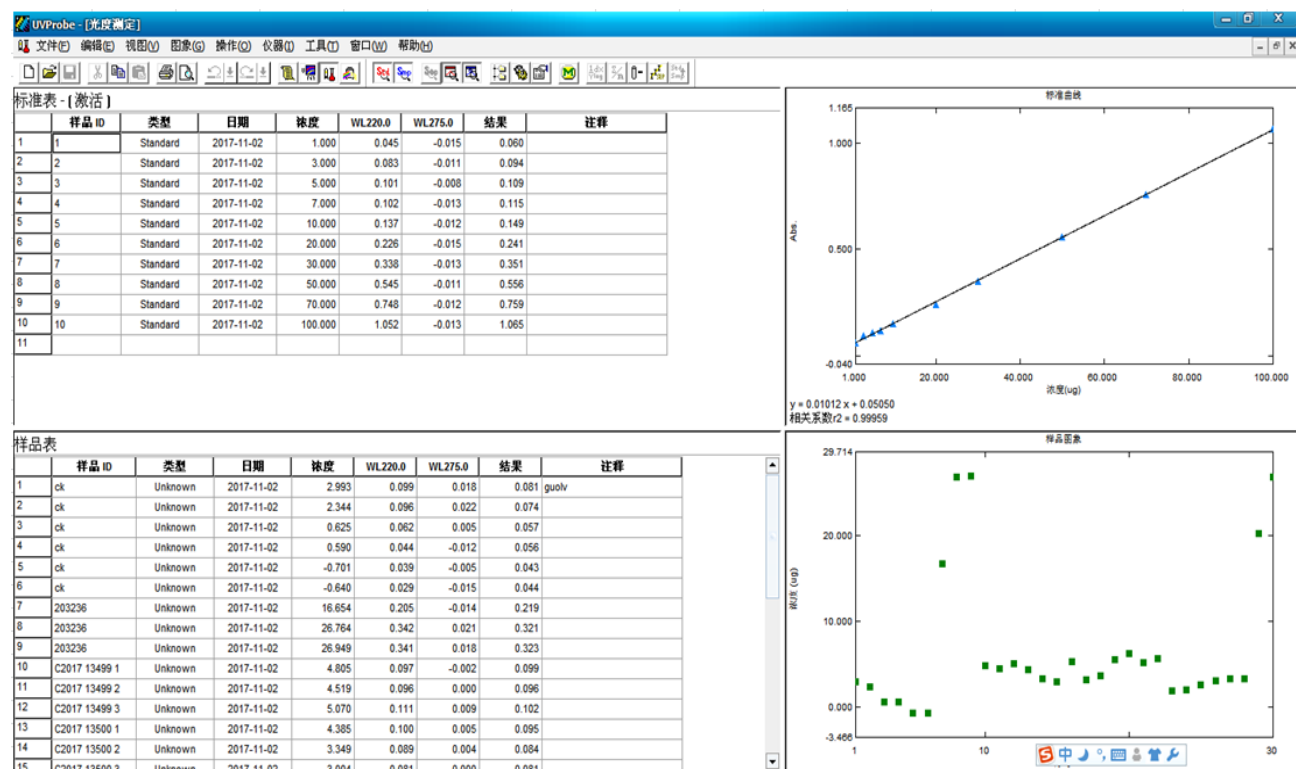 UVProbe - [光度测定]
文件(F) 编辑(E) 视图(V) 图象(G) 操作(O) 仪器(I) 工具(T) 窗口(W) 帮助(H)
标准表 - [ 激活 ]
样品 ID 类型 日期 浓度 WL220.0 WL275.0 结果 注释
1 1 Standard 2017-11-02 1.000 0.045 -0.015 0.060
2 2 Standard 2017-11-02 3.000 0.083 -0.011 0.094
3 3 Standard 2017-11-02 5.000 0.101 -0.008 0.109
4 4 Standard 2017-11-02 7.000 0.102 -0.013 0.115
5 5 Standard 2017-11-02 10.000 0.137 -0.012 0.149
6 6 Standard 2017-11-02 20.000 0.226 -0.015 0.241
7 7 Standard 2017-11-02 30.000 0.338 -0.013 0.351
8 8 Standard 2017-11-02 50.000 0.545 -0.011 0.556
9 9 Standard 2017-11-02 70.000 0.748 -0.012 0.759
10 10 Standard 2017-11-02 100.000 1.052 -0.013 1.065
11
标准曲线
1.165
1.000
Abs.
0.500
-0.040
1.000 20.000 40.000 60.000 80.000 100.000
浓度(ug)
y = 0.01012 x + 0.05050
相关系数r2 = 0.99959
样品表
样品 ID 类型 日期 浓度 WL220.0 WL275.0 结果 注释
1 ck Unknown 2017-11-02 2.993 0.099 0.018 0.081 guolv
2 ck Unknown 2017-11-02 2.344 0.096 0.022 0.074
3 ck Unknown 2017-11-02 0.625 0.062 0.005 0.057
4 ck Unknown 2017-11-02 0.590 0.044 -0.012 0.056
5 ck Unknown 2017-11-02 -0.701 0.039 -0.005 0.043
6 ck Unknown 2017-11-02 -0.640 0.029 -0.015 0.044
7 203236 Unknown 2017-11-02 16.654 0.205 -0.014 0.219
8 203236 Unknown 2017-11-02 26.764 0.342 0.021 0.321
9 203236 Unknown 2017-11-02 26.949 0.341 0.018 0.323
10 C2017 13499 1 Unknown 2017-11-02 4.805 0.097 -0.002 0.099
11 C2017 13499 2 Unknown 2017-11-02 4.519 0.096 0.000 0.096
12 C2017 13499 3 Unknown 2017-11-02 5.070 0.111 0.009 0.102
13 C2017 13500 1 Unknown 2017-11-02 4.385 0.100 0.005 0.095
14 C2017 13500 2 Unknown 2017-11-02 3.349 0.089 0.004 0.084
15 C2017 13500 3 Unknown 2017-11-02 3.004 0.081 0.000 0.081
样品图象
29.714
20.000
浓度 (ug)
10.000
0.000
-3.466
1 10 30
中